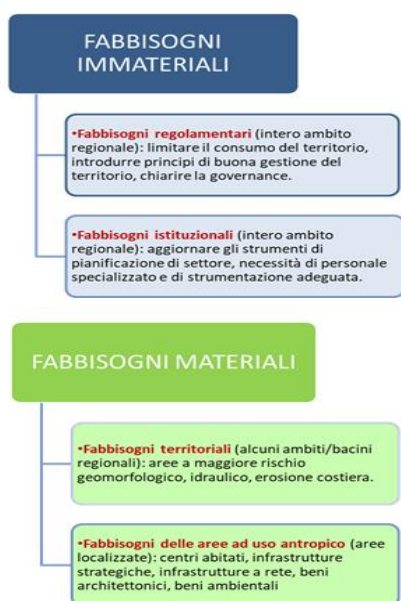 FABBISOGNI
IMMATERIALI
•Fabbisogni regolamentari (intero ambito
regionale): limitare il consumo del territorio,
introdurre principi di buona gestione del
territorio, chiarire la governance.
•Fabbisogni istituzionali (intero ambito
regionale): aggiornare gli strumenti di
pianificazione di settore, necessità di personale
specializzato e di strumentazione adeguata.
FABBISOGNI MATERIALI
•Fabbisogni territoriali (alcuni ambiti/bacini
regionali): aree a maggiore rischio
geomorfologico, idraulico, erosione costiera.
•Fabbisogni delle aree ad uso antropico (aree
localizzate): centri abitati, infrastrutture
strategiche, infrastrutture a rete, beni
architettonici, beni ambientali